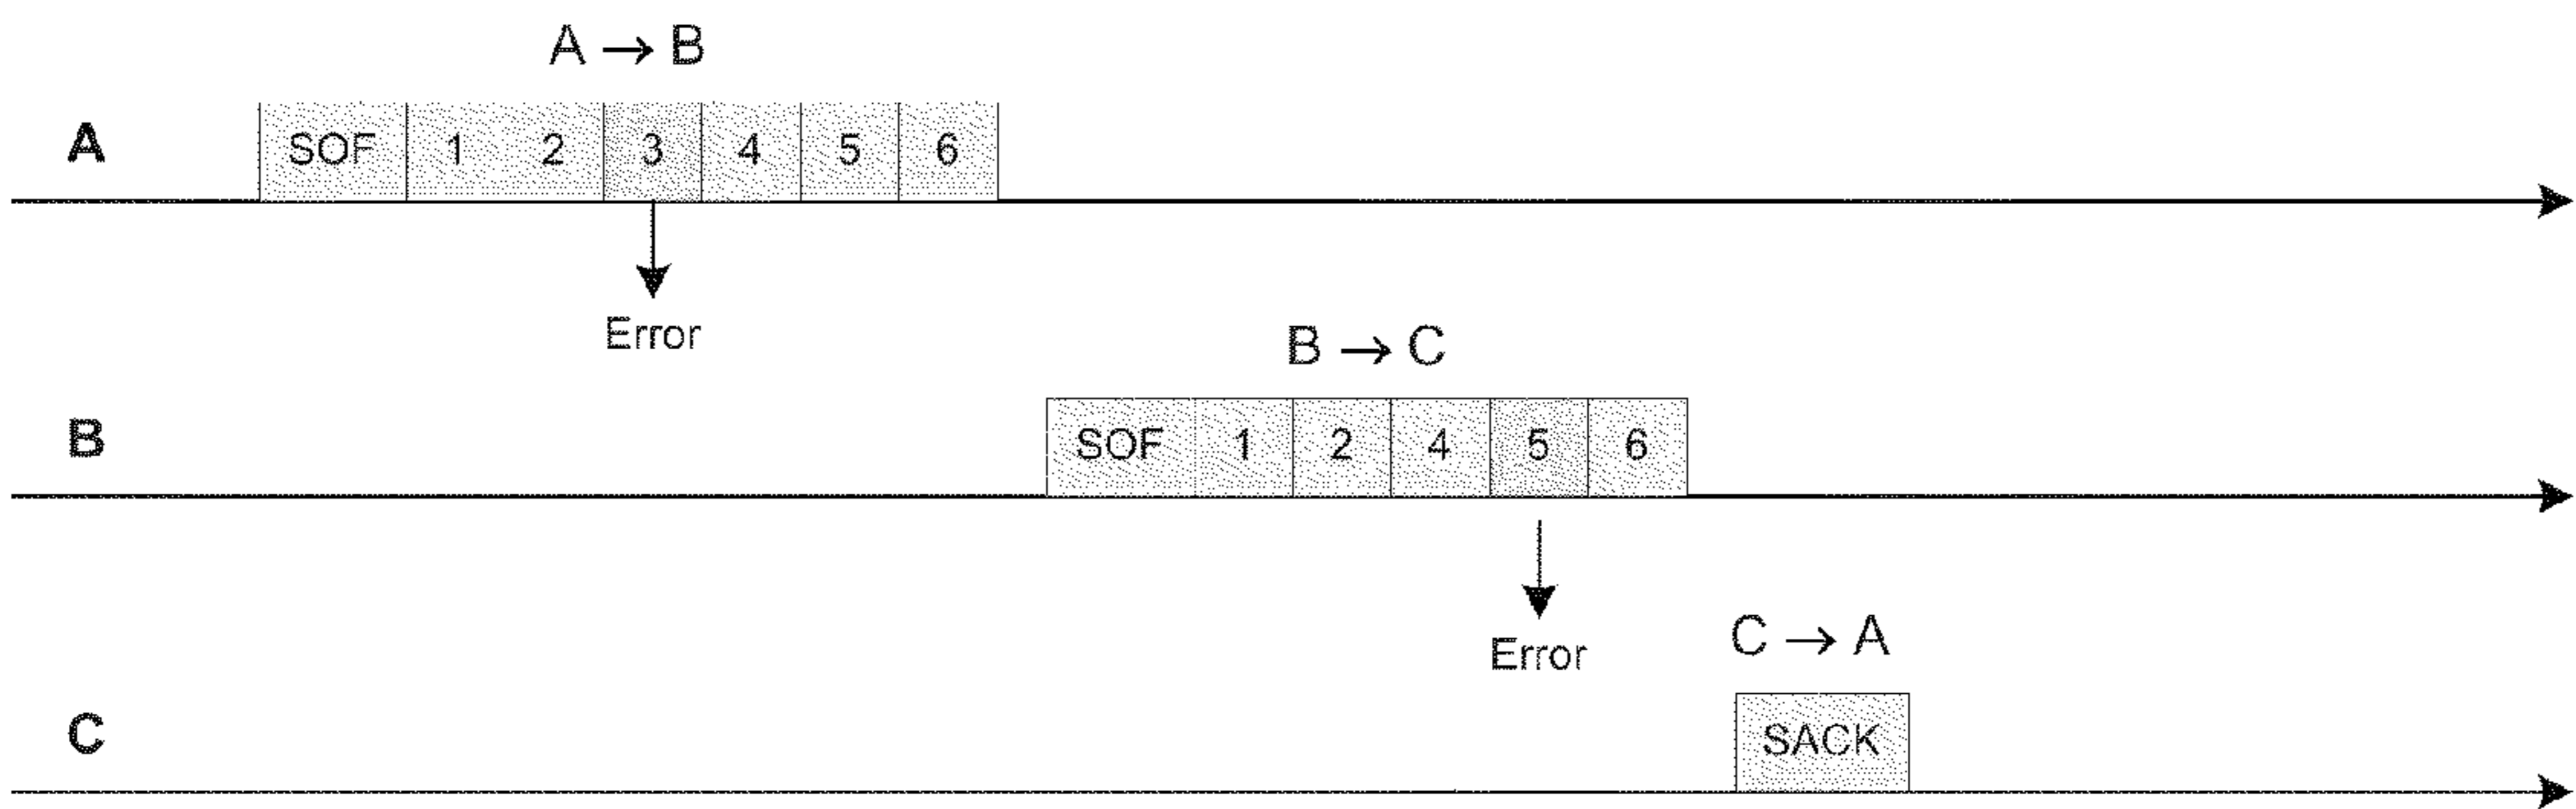 A → B
A SOF 1 2 3 4 5 6
Error
B → C
B SOF 1 2 4 5 6
Error
C → A
C SACK